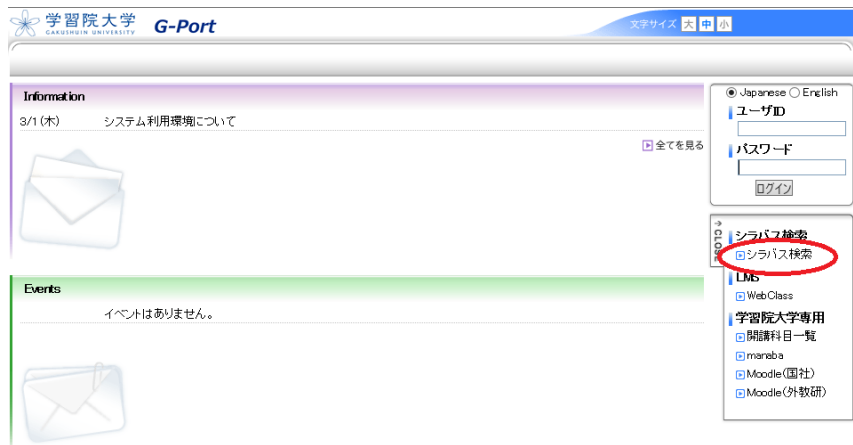 学習院大学
GAKUSHUIN UNIVERSITY
G-Port
文字サイズ 大 中 小
Information
3/1(木) システム利用環境について
全てを見る
Events
イベントはありません。
Japanese English
ユーザID
パスワード
ログイン
CLOSE
シラバス検索
シラバス検索
LMS
WebClass
学習院大学専用
開講科目一覧
manaba
Moodle(国社)
Moodle(外教研)